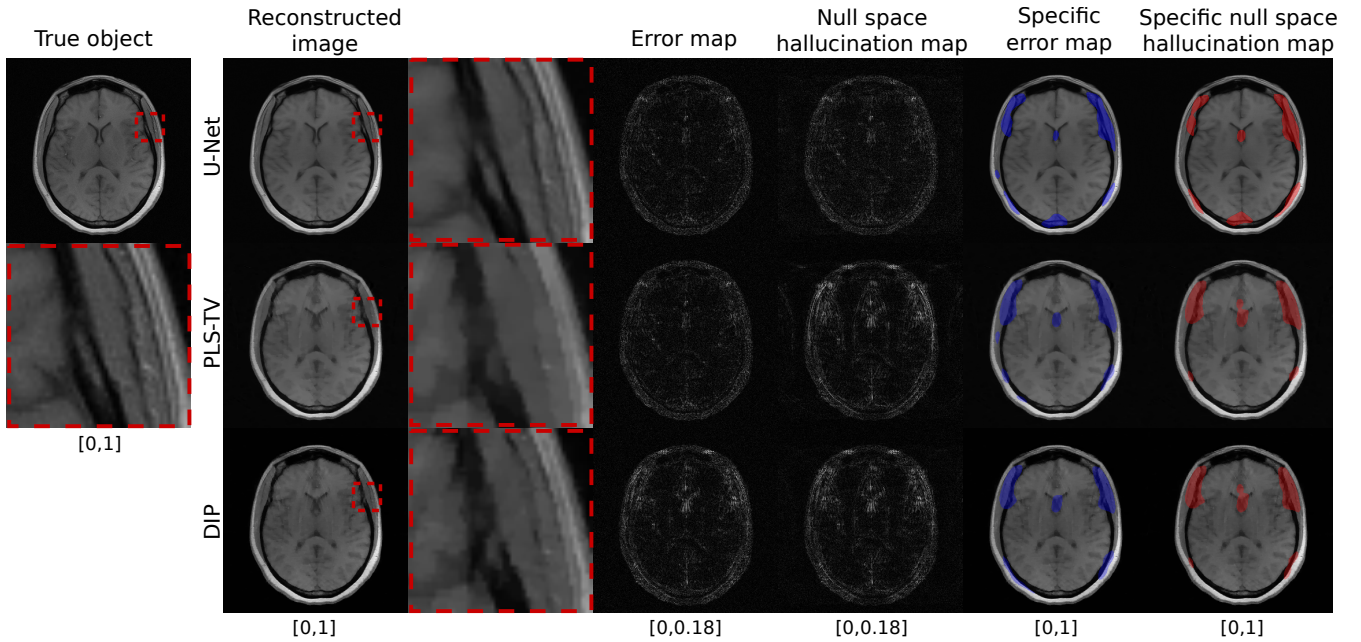 True object
Reconstructed
image
Error map
Null space
hallucination map
Specific
error map
Specific null space
hallucination map
U-Net
PLS-TV
DIP
[0,1]
[0,1]
[0,0.18]
[0,0.18]
[0,1]
[0,1]